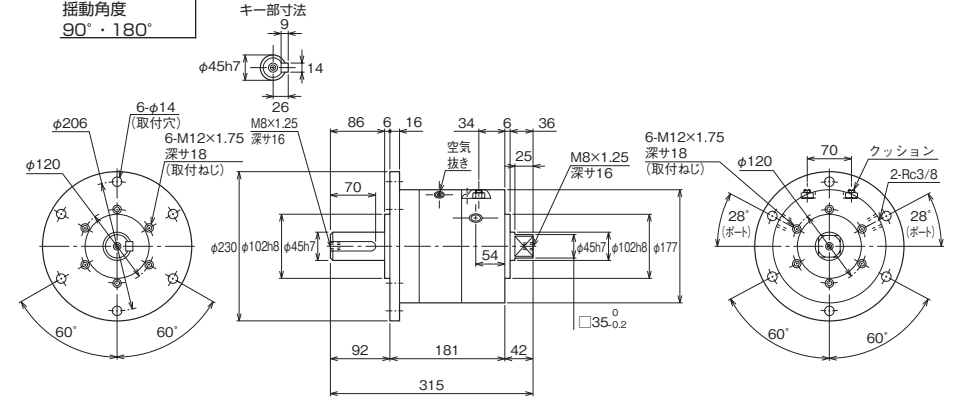 揺動角度
90°・180°
キー部寸法
9
φ45h7
14
26
6-φ14
(取付穴)
φ206
6-M12×1.75
深サ18
(取付ねじ)
φ120
60°
60°
M8×1.25
深サ16
86
6
16
34
6
36
空気
抜き
25
M8×1.25
深サ16
70
φ230
φ102h8
φ45h7
54
φ45h7
φ102h8
φ177
□35 0 -0.2
92
181
42
315
6-M12×1.75
深サ18
(取付ねじ)
φ120
70
クッション
2-Rc3/8
28°
(ポート)
28°
(ポート)
60°
60°